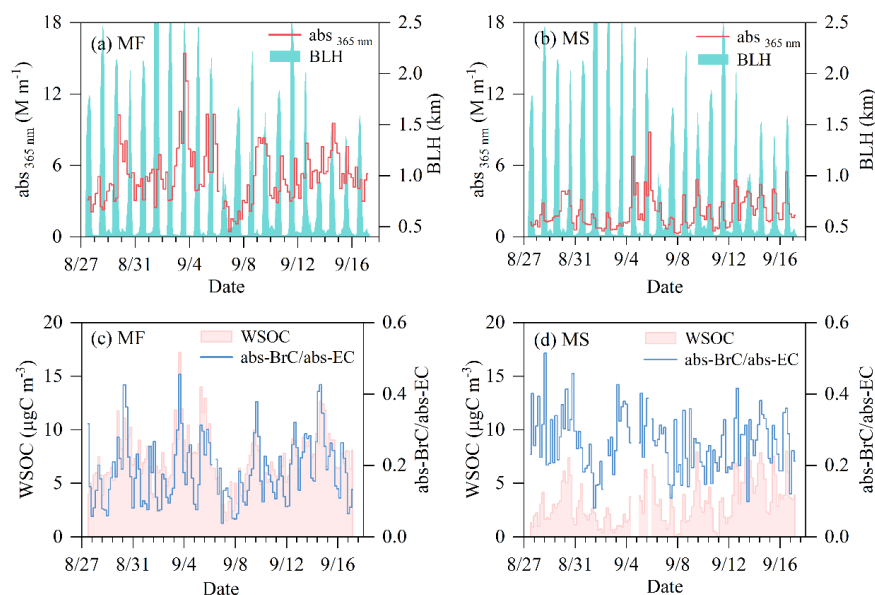 (a) MF
abs 365 nm
BLH
18
12
6
0
abs 365 nm (M m-1)
2.5
2.0
1.5
1.0
0.5
BLH (km)
8/27 8/31 9/4 9/8 9/12 9/16
Date
(b) MS
abs 365 nm
BLH
18
12
6
0
abs 365 nm (M m-1)
2.5
2.0
1.5
1.0
0.5
BLH (km)
8/27 8/31 9/4 9/8 9/12 9/16
Date
(c) MF
WSOC
abs-BrC/abs-EC
20
15
10
5
0
WSOC (μgC m-3)
0.6
0.4
0.2
0.0
abs-BrC/abs-EC
8/27 8/31 9/4 9/8 9/12 9/16
Date
(d) MS
WSOC
abs-BrC/abs-EC
20
15
10
5
0
WSOC (μgC m-3)
0.6
0.4
0.2
0.0
abs-BrC/abs-EC
8/27 8/31 9/4 9/8 9/12 9/16
Date